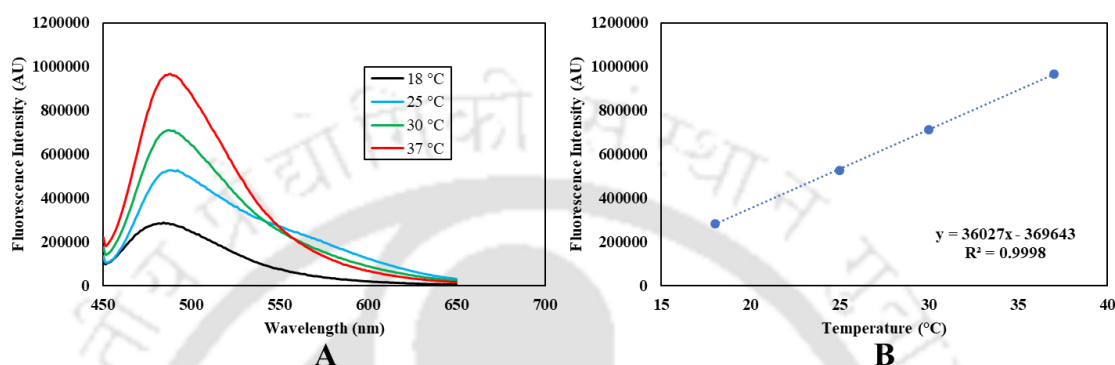 1200000
1000000
800000
600000
400000
200000
0
450 500 550 600 650 700
Fluorescence Intensity (AU)
Wavelength (nm)
18 °C
25 °C
30 °C
37 °C
A
1200000
1000000
800000
600000
400000
200000
0
15 20 25 30 35 40
Fluorescence Intensity (AU)
Temperature (°C)
y = 36027x - 369643
R² = 0.9998
B